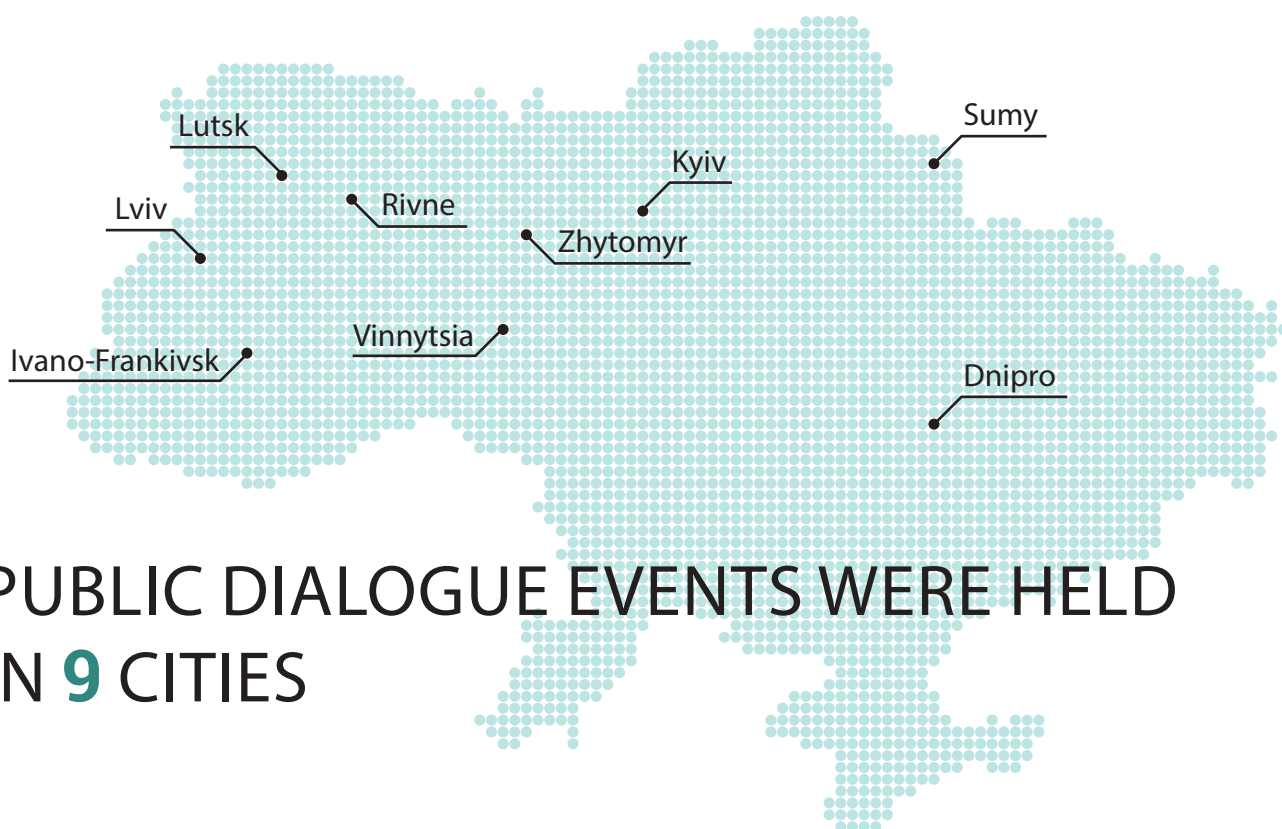 Sumy
Lutsk
Kyiv
Rivne
Lviv
Zhytomyr
Vinnytsia
Ivano-Frankivsk
Dnipro
PUBLIC DIALOGUE EVENTS WERE HELD
N 9 CITIES